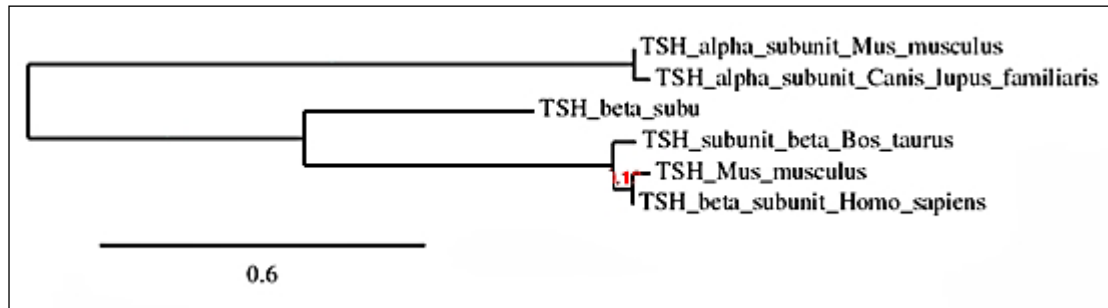 TSH_alpha_subunit_Mus_musculus
TSH_alpha_subunit_Canis_lupus_familiaris
TSH_beta_subu
TSH_subunit_beta_Bos_taurus
TSH_Mus_musculus
TSH_beta_subunit_Homo_sapiens
0.6